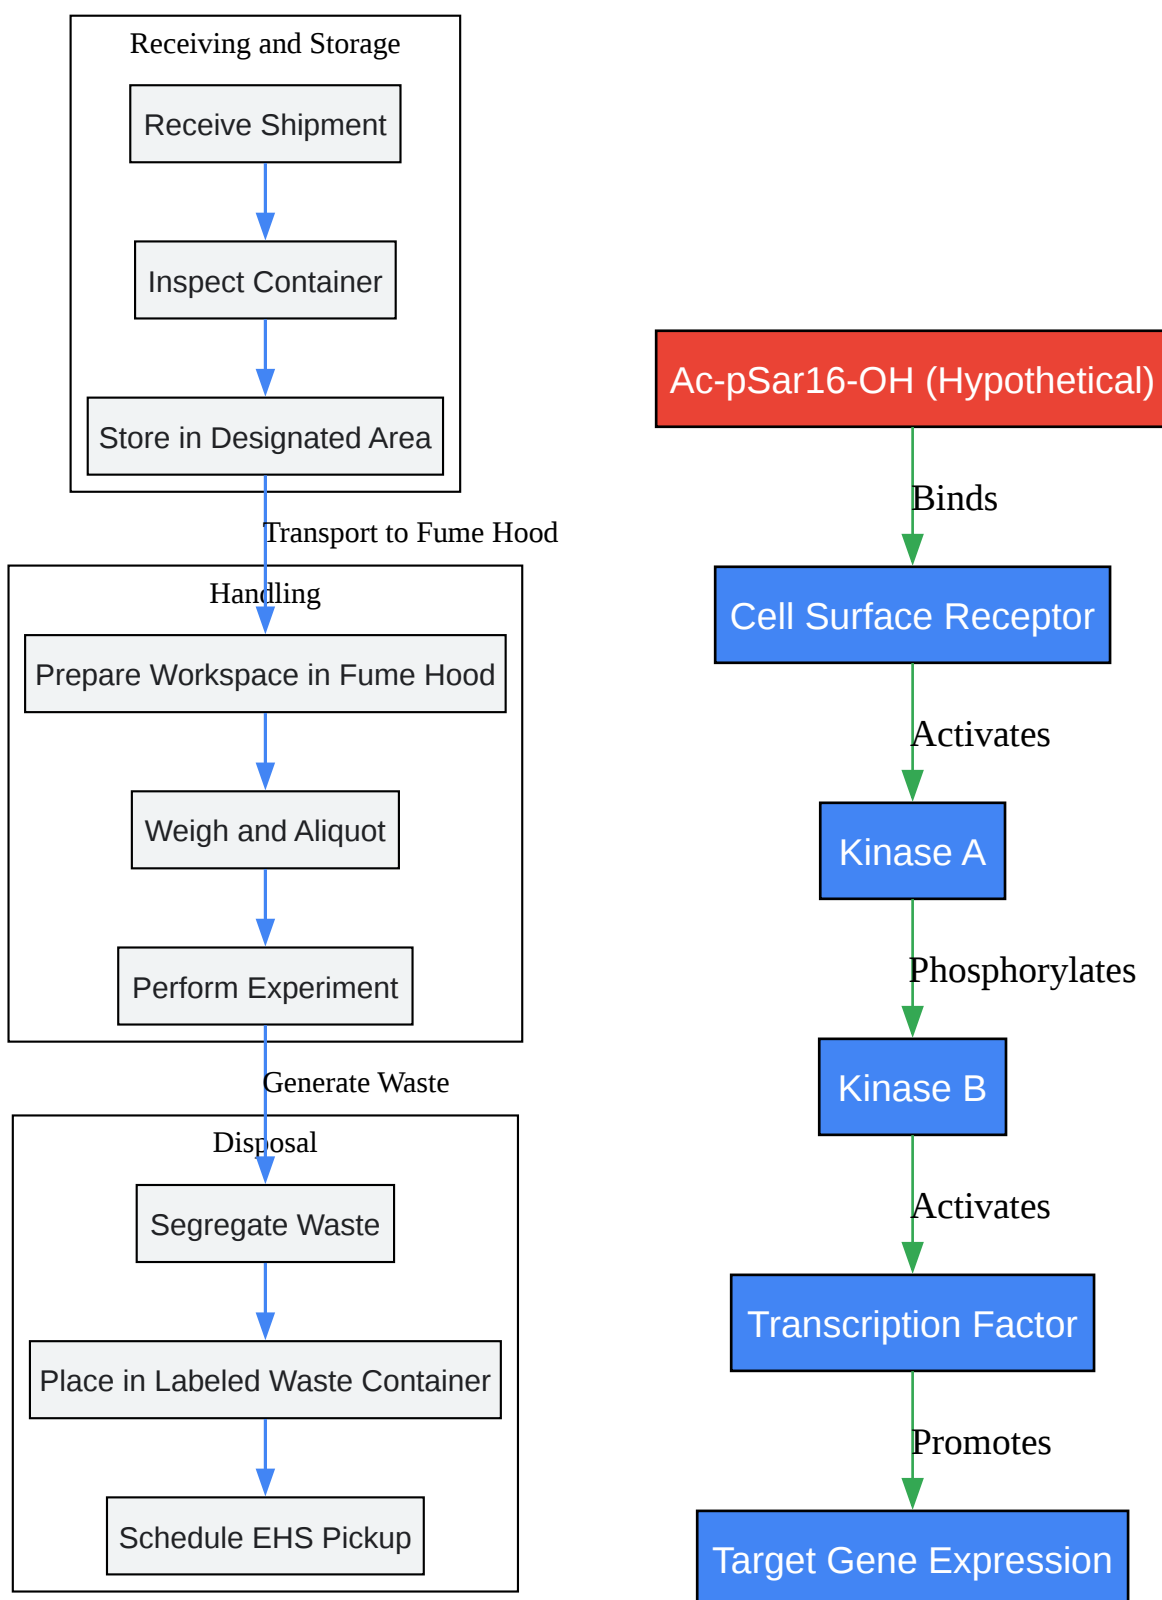 Receiving and Storage
Receive Shipment
Inspect Container
Store in Designated Area
Transport to Fume Hood
Handling
Prepare Workspace in Fume Hood
Weigh and Aliquot
Perform Experiment
Generate Waste
Disposal
Segregate Waste
Place in Labeled Waste Container
Schedule EHS Pickup
Ac-pSar16-OH (Hypothetical)
Binds
Cell Surface Receptor
Activates
Kinase A
Phosphorylates
Kinase B
Activates
Transcription Factor
Promotes
Target Gene Expression